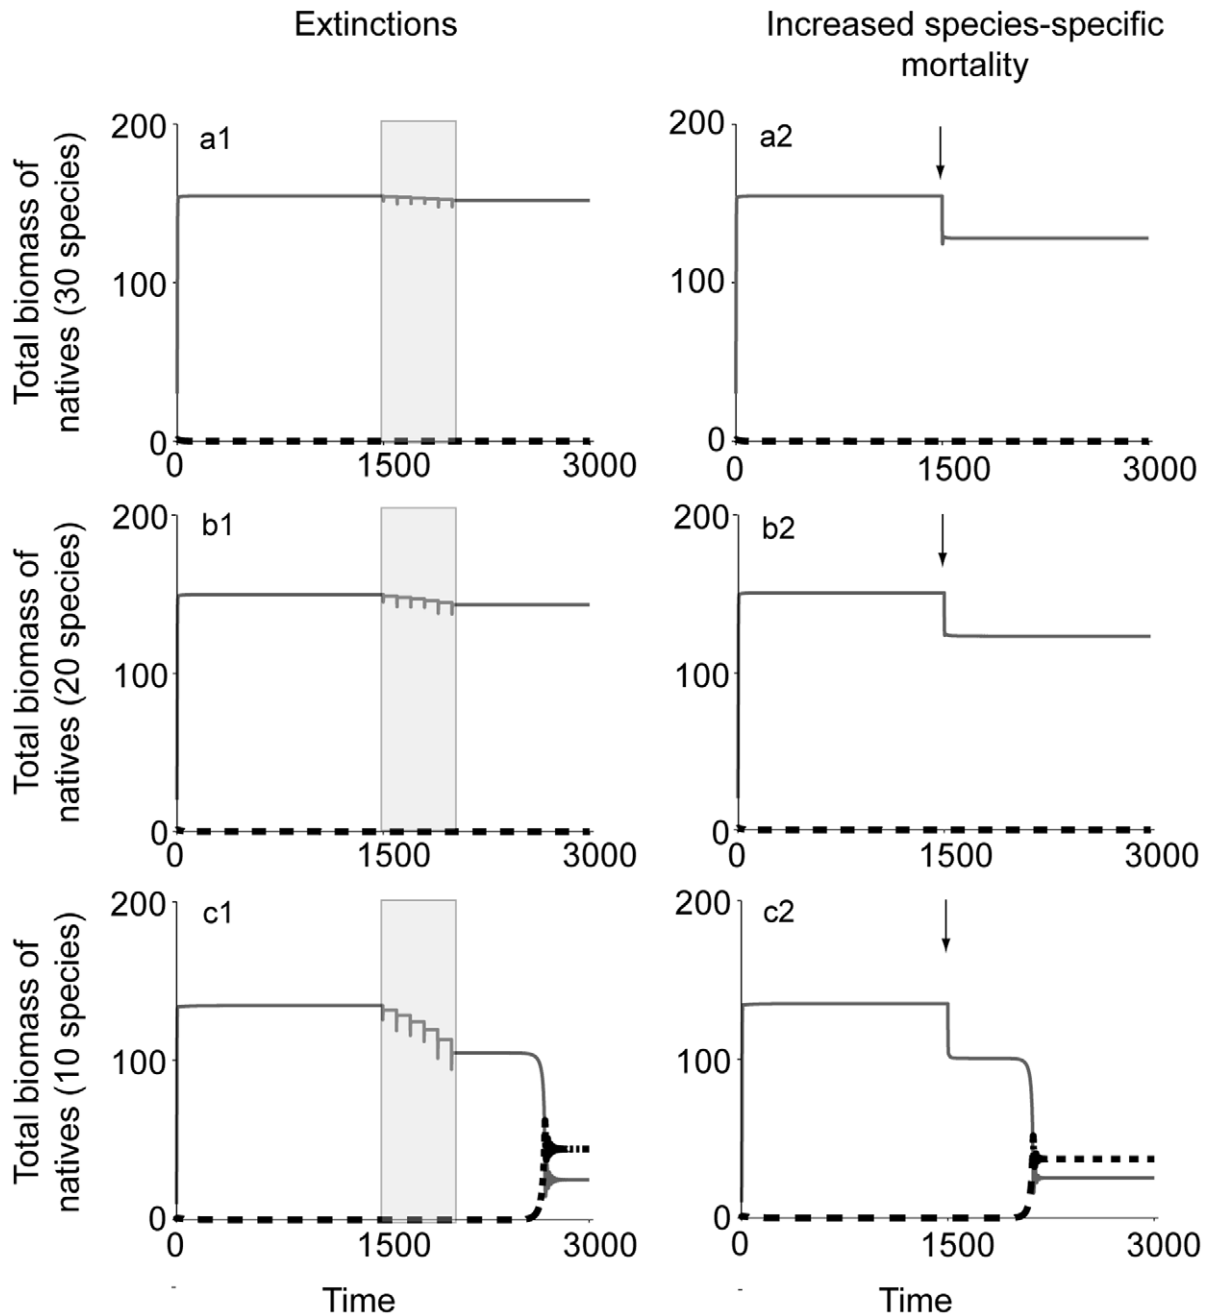 Extinctions
Increased species-specific
mortality
Total biomass of
natives (30 species)
200
a1
100
0
0
1500
3000
200
a2
100
0
0
1500
3000
Total biomass of
natives (20 species)
200
b1
100
0
0
1500
3000
200
b2
100
0
0
1500
3000
Total biomass of
natives (10 species)
200
c1
100
0
0
1500
3000
200
c2
100
0
0
1500
3000
Time
Time